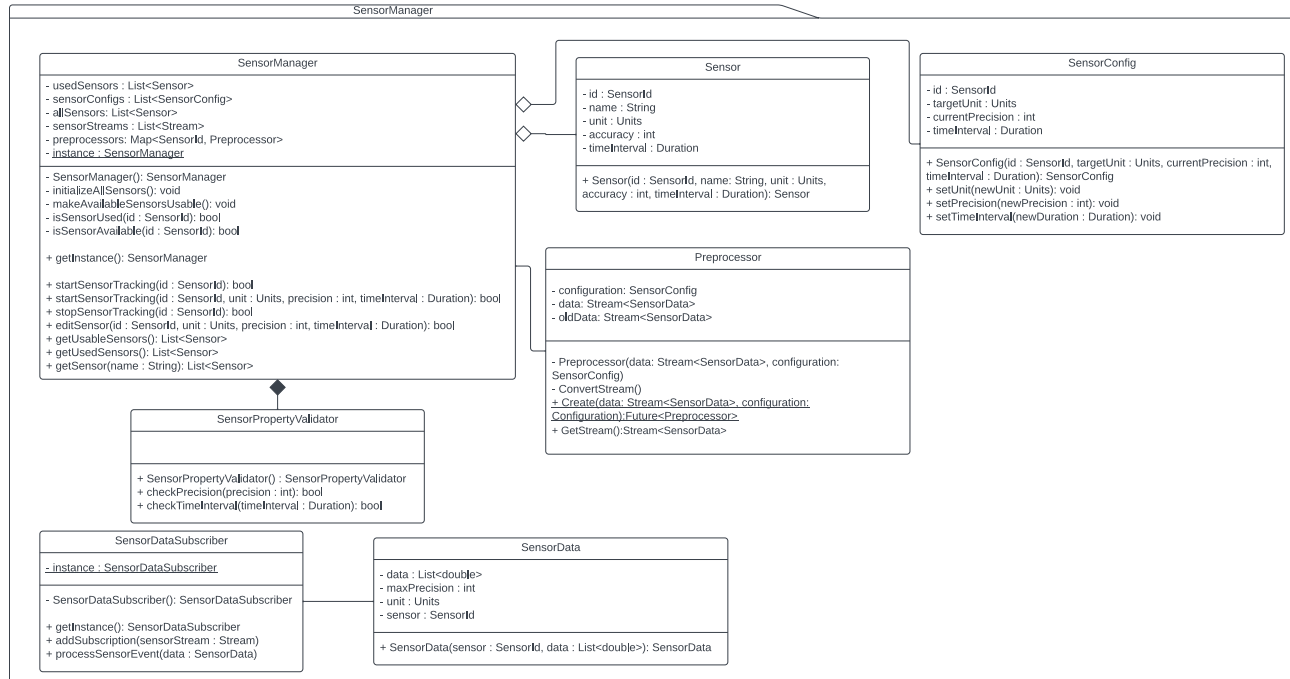 SensorManager
SensorManager
- usedSensors : List<Sensor>
- sensorConfigs : List<SensorConfig>
- allSensors: List<Sensor>
- sensorStreams : List<Stream>
- preprocessors: Map<SensorId, Preprocessor>
- instance : SensorManager
- SensorManager(): SensorManager
- initializeAllSensors(): void
- makeAvailableSensorsUsable(): void
- isSensorUsed(id : SensorId): bool
- isSensorAvailable(id : SensorId): bool
+ getInstance(): SensorManager
+ startSensorTracking(id : SensorId): bool
+ startSensorTracking(id : SensorId, unit : Units, precision : int, timeInterval : Duration): bool
+ stopSensorTracking(id : SensorId): bool
+ editSensor(id : SensorId, unit : Units, precision : int, timeInterval : Duration): bool
+ getUsableSensors(): List<Sensor>
+ getUsedSensors(): List<Sensor>
+ getSensor(name : String): List<Sensor>
Sensor
- id : SensorId
- name : String
- unit : Units
- accuracy : int
- timeInterval : Duration
+ Sensor(id : SensorId, name: String, unit : Units,
accuracy : int, timeInterval : Duration): Sensor
SensorConfig
- id : SensorId
- targetUnit : Units
- currentPrecision : int
- timeInterval : Duration
+ SensorConfig(id : SensorId, targetUnit : Units, currentPrecision : int,
timeInterval : Duration): SensorConfig
+ setUnit(newUnit : Units): void
+ setPrecision(newPrecision : int): void
+ setTimeInterval(newDuration : Duration): void
Preprocessor
- configuration: SensorConfig
- data: Stream<SensorData>
- oldData: Stream<SensorData>
- Preprocessor(data: Stream<SensorData>, configuration:
SensorConfig)
- ConvertStream()
+ Create(data: Stream<SensorData>, configuration:
Configuration):Future<Preprocessor>
+ GetStream():Stream<SensorData>
SensorPropertyValidator
+ SensorPropertyValidator() : SensorPropertyValidator
+ checkPrecision(precision : int): bool
+ checkTimeInterval(timeInterval : Duration): bool
SensorDataSubscriber
- instance : SensorDataSubscriber
- SensorDataSubscriber(): SensorDataSubscriber
+ getInstance(): SensorDataSubscriber
+ addSubscription(sensorStream : Stream)
+ processSensorEvent(data : SensorData)
SensorData
- data : List<double>
- maxPrecision : int
- unit : Units
- sensor : SensorId
+ SensorData(sensor : SensorId, data : List<double>): SensorData